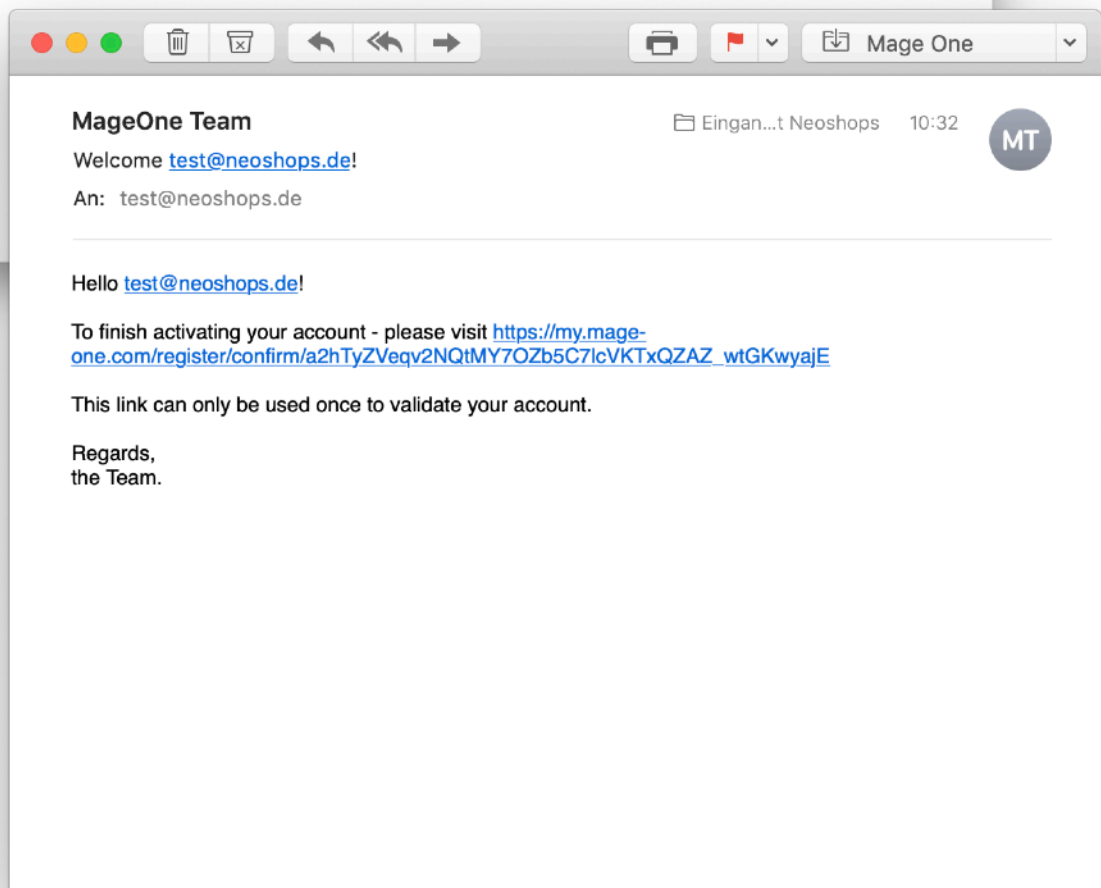 Mage One
MageOne Team
Eingan...t Neoshops 10:32
MT
Welcome test@neoshops.de!
An: test@neoshops.de
Hello test@neoshops.de!
To finish activating your account - please visit https://my.mage-
one.com/register/confirm/a2hTyZVeqv2NQtMY7OZb5C7lcVKTxQZAZ_wtGKwyajE
This link can only be used once to validate your account.
Regards,
the Team.